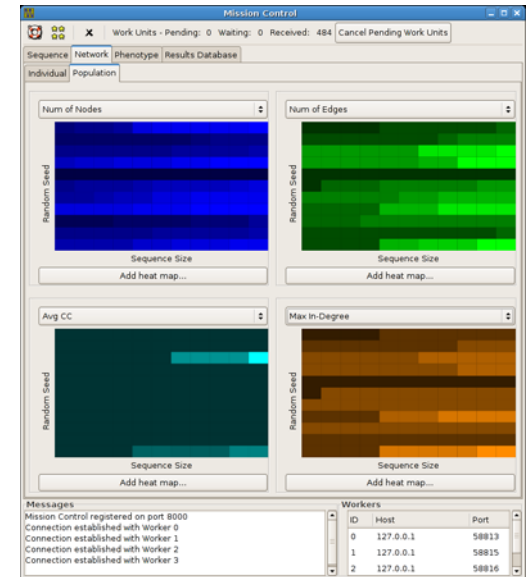 Mission Control
Work Units - Pending: 0 Waiting: 0 Received: 484 Cancel Pending Work Units
Sequence Network Phenotype Results Database
Individual Population
Num of Nodes
Random Seed
Sequence Size
Add heat map...
Num of Edges
Random Seed
Sequence Size
Add heat map...
Avg CC
Random Seed
Sequence Size
Add heat map...
Max In-Degree
Random Seed
Sequence Size
Add heat map...
Messages
Mission Control registered on port 8000
Connection established with Worker 0
Connection established with Worker 1
Connection established with Worker 2
Connection established with Worker 3
Workers
ID Host Port
0 127.0.0.1 58813
1 127.0.0.1 58815
2 127.0.0.1 58816